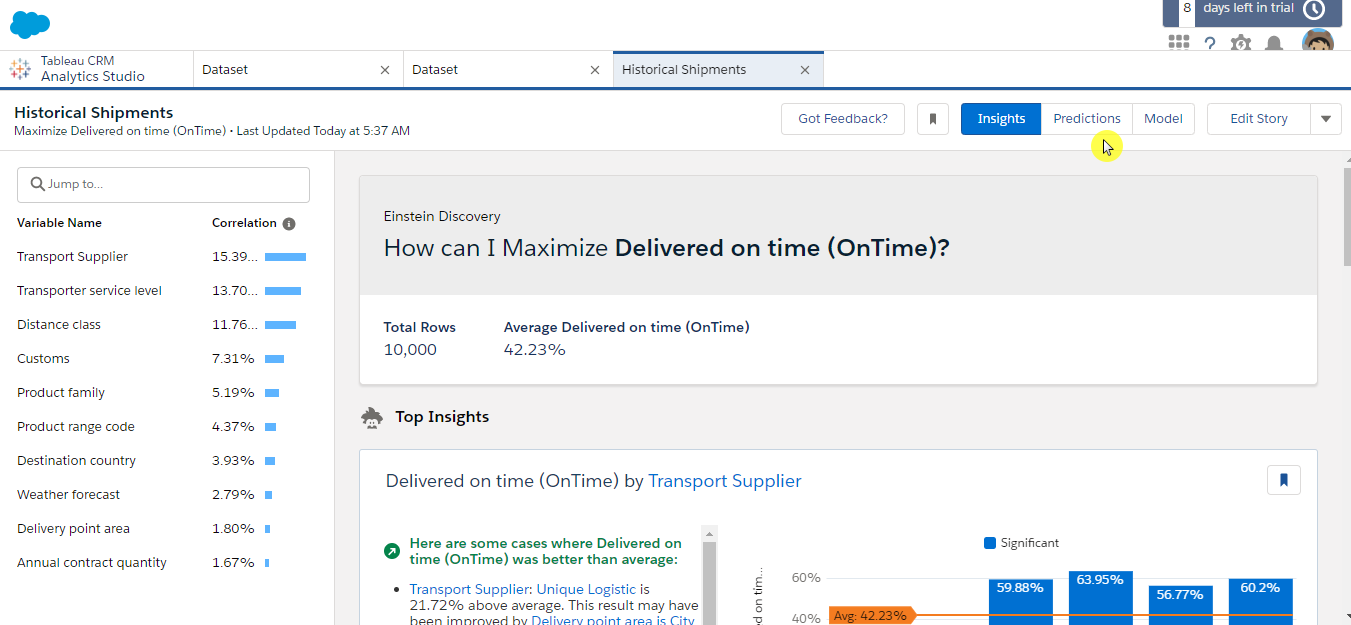 8 days left in trial
?
Tableau CRM
Analytics Studio
Dataset
Dataset
Historical Shipments
Historical Shipments
Maximize Delivered on time (OnTime) • Last Updated Today at 5:37 AM
Got Feedback?
Insights
Predictions
Model
Edit Story
Jump to...
Variable Name Correlation
Transport Supplier 15.39...
Transporter service level 13.70...
Distance class 11.76...
Customs 7.31%
Product family 5.19%
Product range code 4.37%
Destination country 3.93%
Weather forecast 2.79%
Delivery point area 1.80%
Annual contract quantity 1.67%
Einstein Discovery
How can I Maximize Delivered on time (OnTime)?
Total Rows Average Delivered on time (OnTime)
10,000 42.23%
Top Insights
Delivered on time (OnTime) by Transport Supplier
Here are some cases where Delivered on
time (OnTime) was better than average:
• Transport Supplier: Unique Logistic is
21.72% above average. This result may have
been improved by Delivery point area is City
Significant
d on tim...
60%
40%
59.88%
63.95%
56.77%
60.2%
Avg: 42.23%